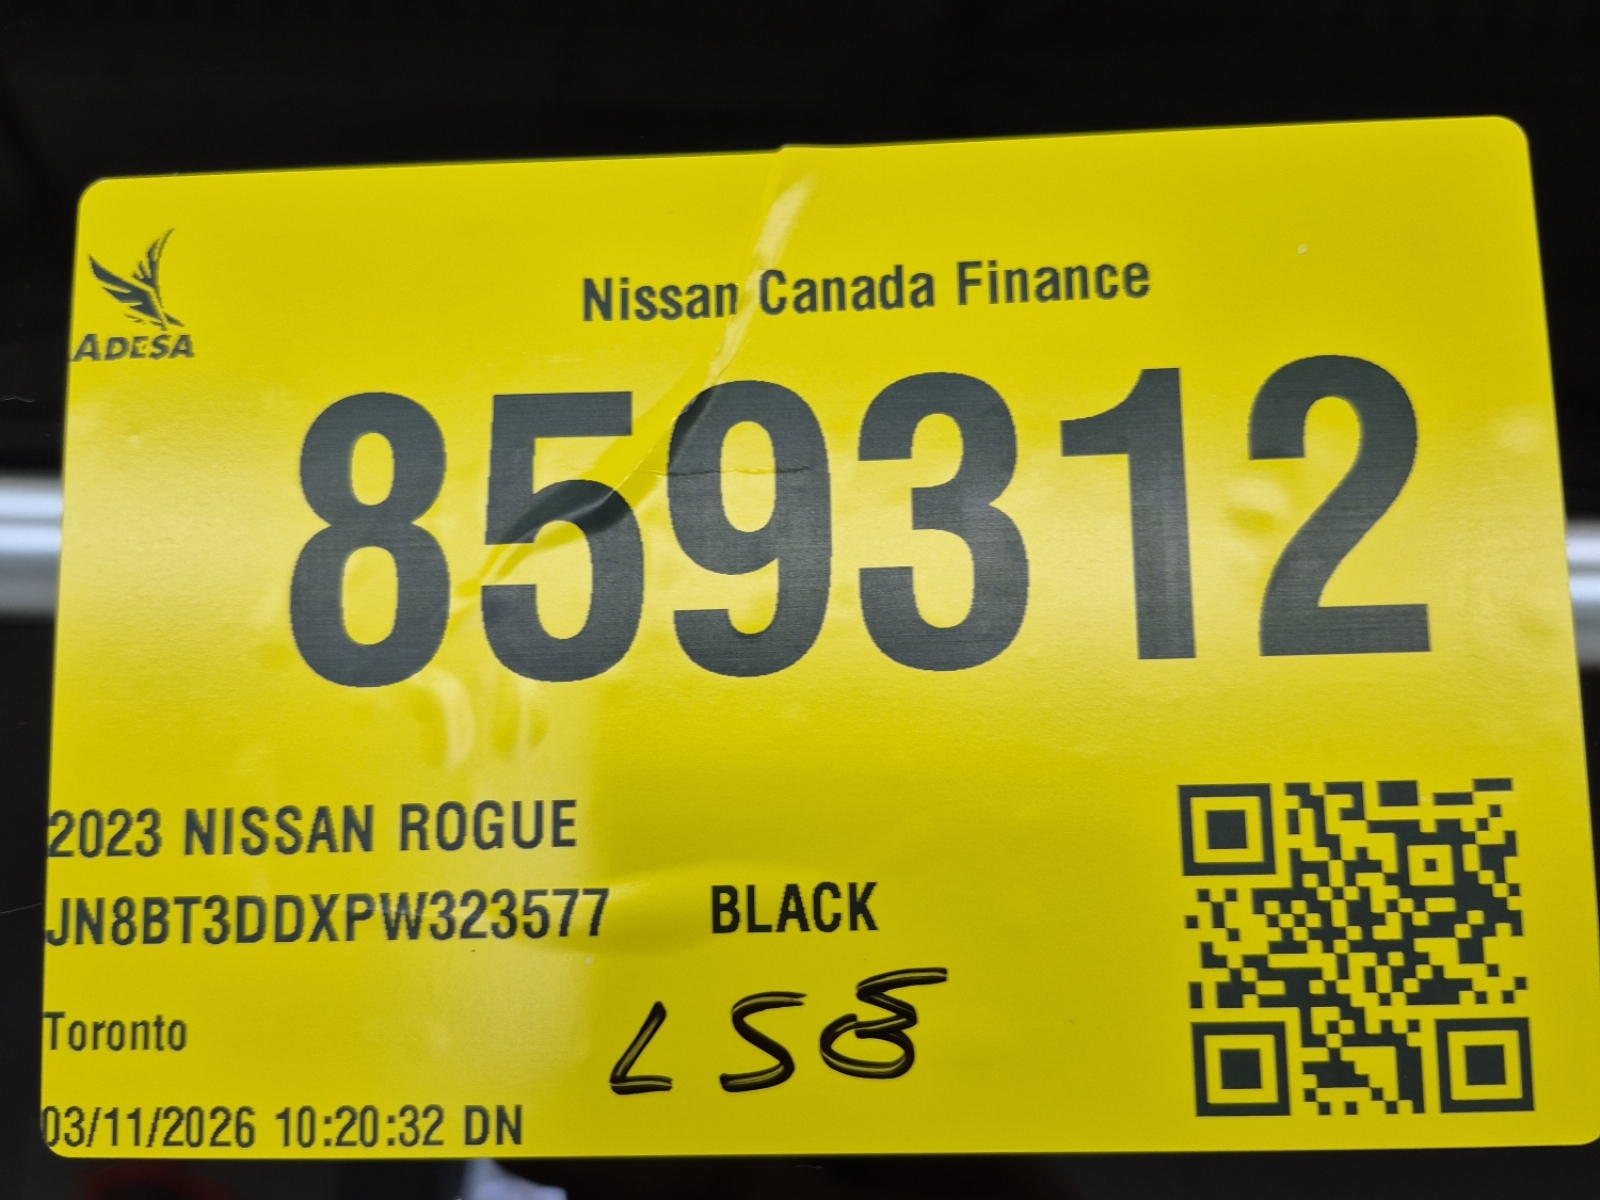 ADESA
Nissan Canada Finance
859312
2023 NISSAN ROGUE
JN8BT3DDXPW323577 BLACK
Toronto
L58
03/11/2026 10:20:32 DN